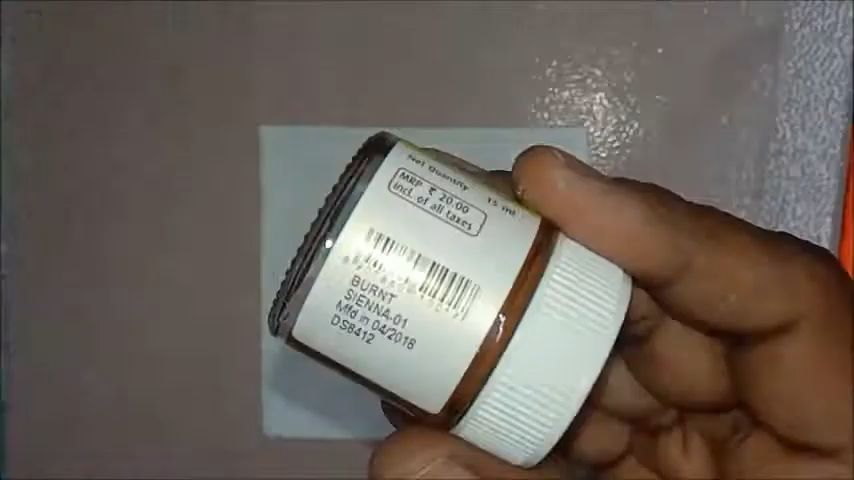 Net Quantity 15 ml
MRP ₹ 20.00
incl. of all taxes
BURNT
SIENNA-01
Mfd in 04/2018
DS8412